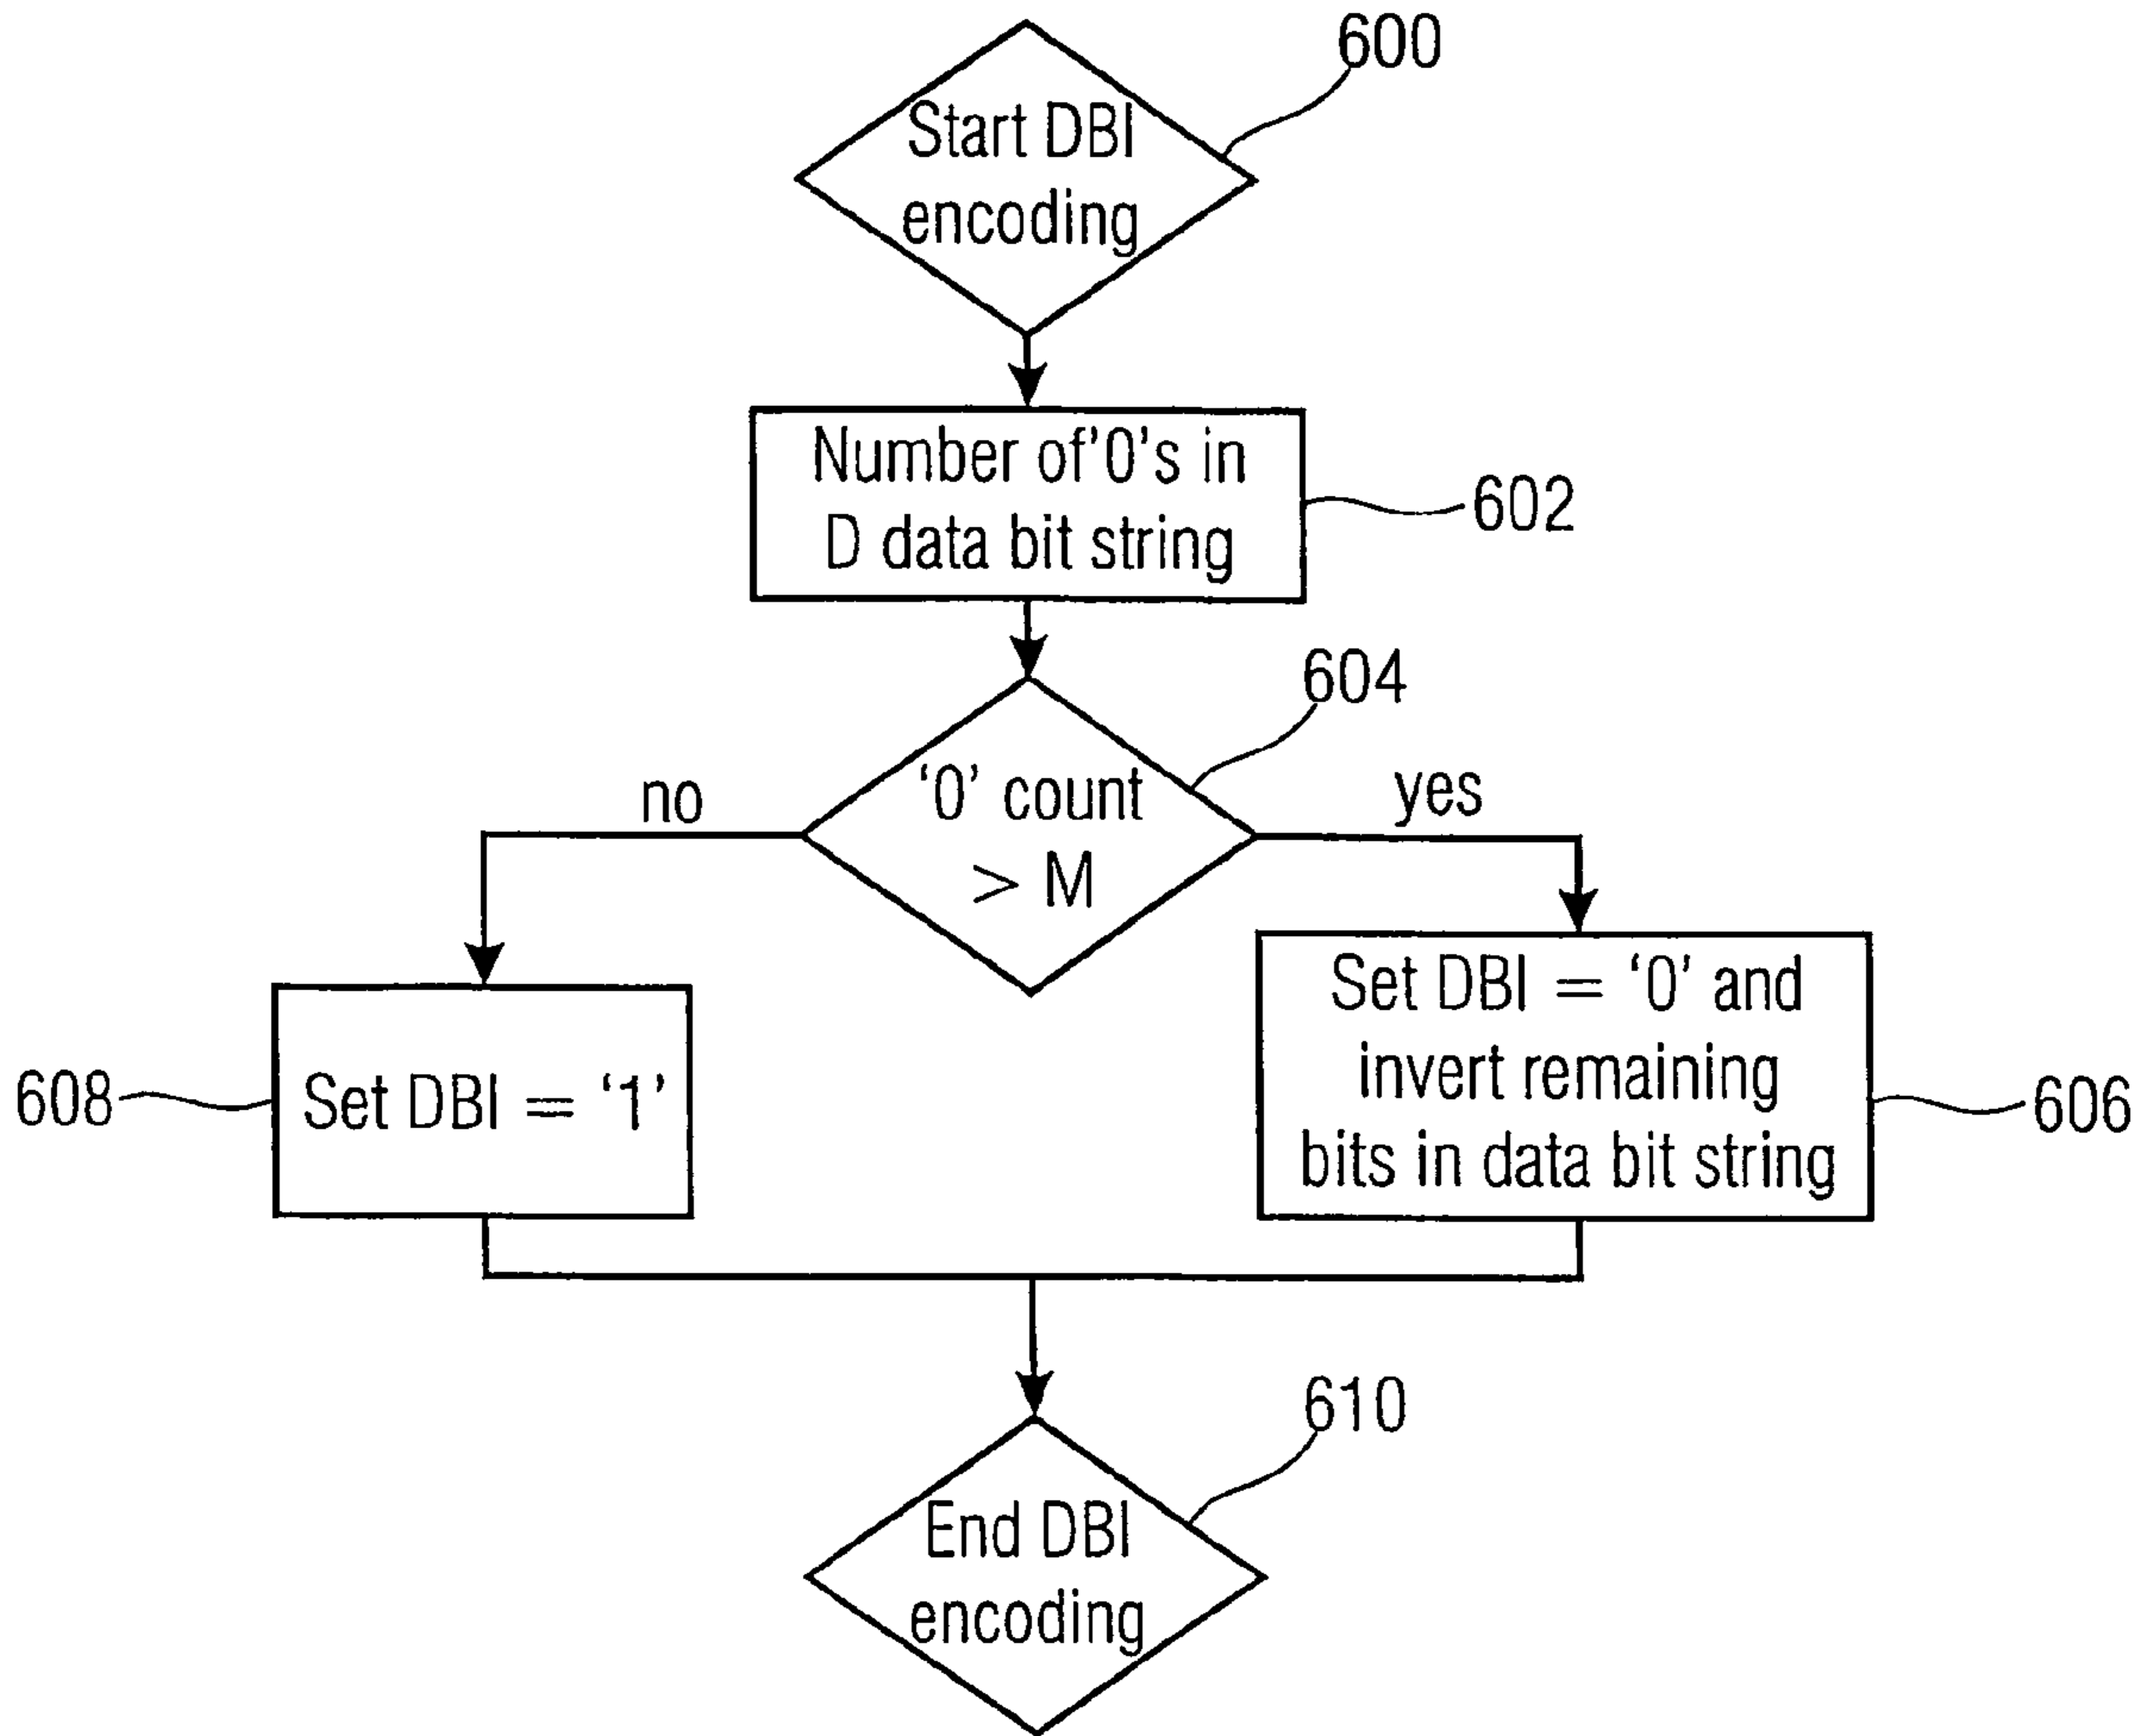 600
Start DBI
encoding
Number of'0's in
D data bit string
602
604
'0' count
> M
no
yes
Set DBI = '0' and
invert remaining
bits in data bit string
606
608
Set DBI = '1'
610
End DBI
encoding